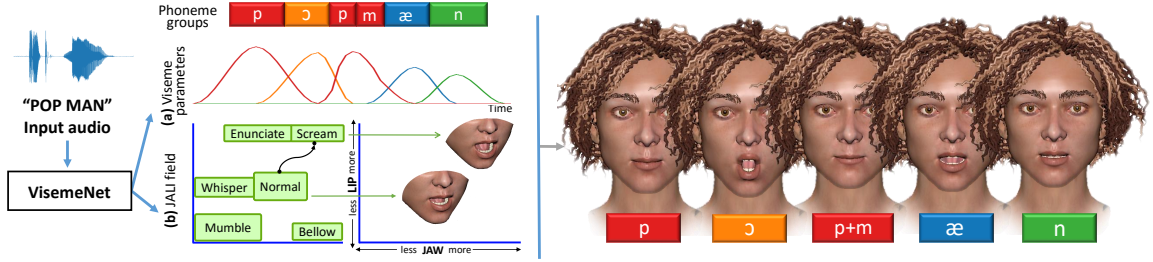 Phoneme
groups
p ɔ p m æ n
"POP MAN"
Input audio
VisemeNet
(a) Viseme
parameters
Time
(b) JALI field
Enunciate Scream
Whisper Normal
Mumble
Bellow
less LIP more
less JAW more
p ɔ p+m æ n